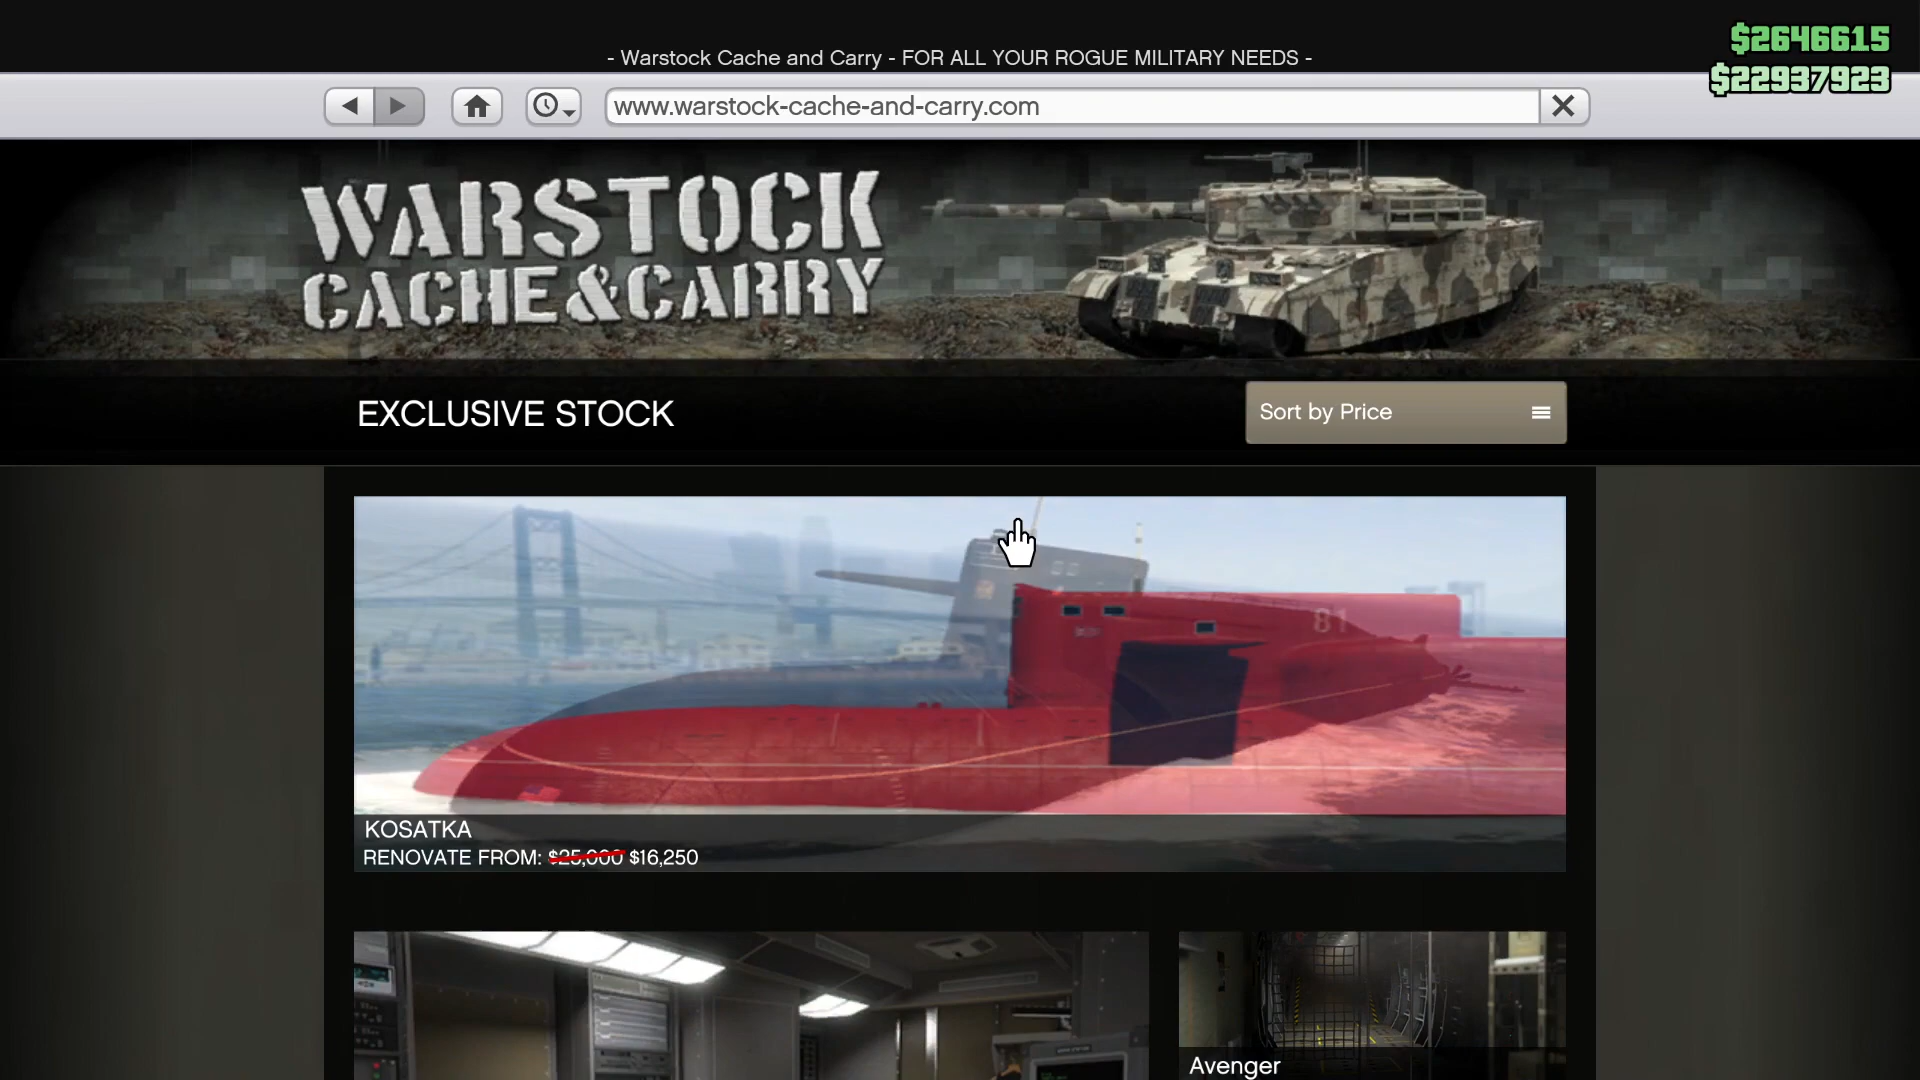 $2646615
- Warstock Cache and Carry - FOR ALL YOUR ROGUE MILITARY NEEDS -
$22937923
www.warstock-cache-and-carry.com
WARSTOCK
CACHE&CARRY
EXCLUSIVE STOCK
Sort by Price
81
KOSATKA
RENOVATE FROM: $25,000 $16,250
Avenger